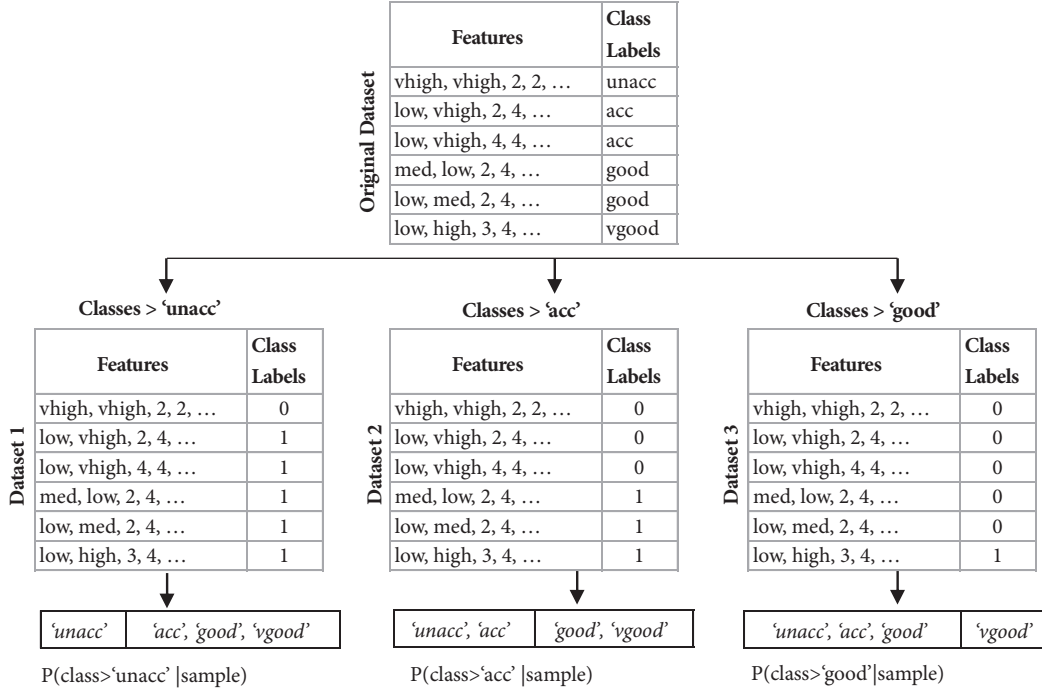 Original Dataset
Features Class Labels
vhigh, vhigh, 2, 2, … unacc
low, vhigh, 2, 4, … acc
low, vhigh, 4, 4, … acc
med, low, 2, 4, … good
low, med, 2, 4, … good
low, high, 3, 4, … vgood
Classes > ‘unacc’
Dataset 1
Features Class Labels
vhigh, vhigh, 2, 2, … 0
low, vhigh, 2, 4, … 1
low, vhigh, 4, 4, … 1
med, low, 2, 4, … 1
low, med, 2, 4, … 1
low, high, 3, 4, … 1
‘unacc’ ‘acc’, ‘good’, ‘vgood’
P(class>‘unacc’ |sample)
Classes > ‘acc’
Dataset 2
Features Class Labels
vhigh, vhigh, 2, 2, … 0
low, vhigh, 2, 4, … 0
low, vhigh, 4, 4, … 0
med, low, 2, 4, … 1
low, med, 2, 4, … 1
low, high, 3, 4, … 1
‘unacc’, ‘acc’ ‘good’, ‘vgood’
P(class>‘acc’ |sample)
Classes > ‘good’
Dataset 3
Features Class Labels
vhigh, vhigh, 2, 2, … 0
low, vhigh, 2, 4, … 0
low, vhigh, 4, 4, … 0
med, low, 2, 4, … 0
low, med, 2, 4, … 0
low, high, 3, 4, … 1
‘unacc’, ‘acc’, ‘good’ ‘vgood’
P(class>‘good’|sample)